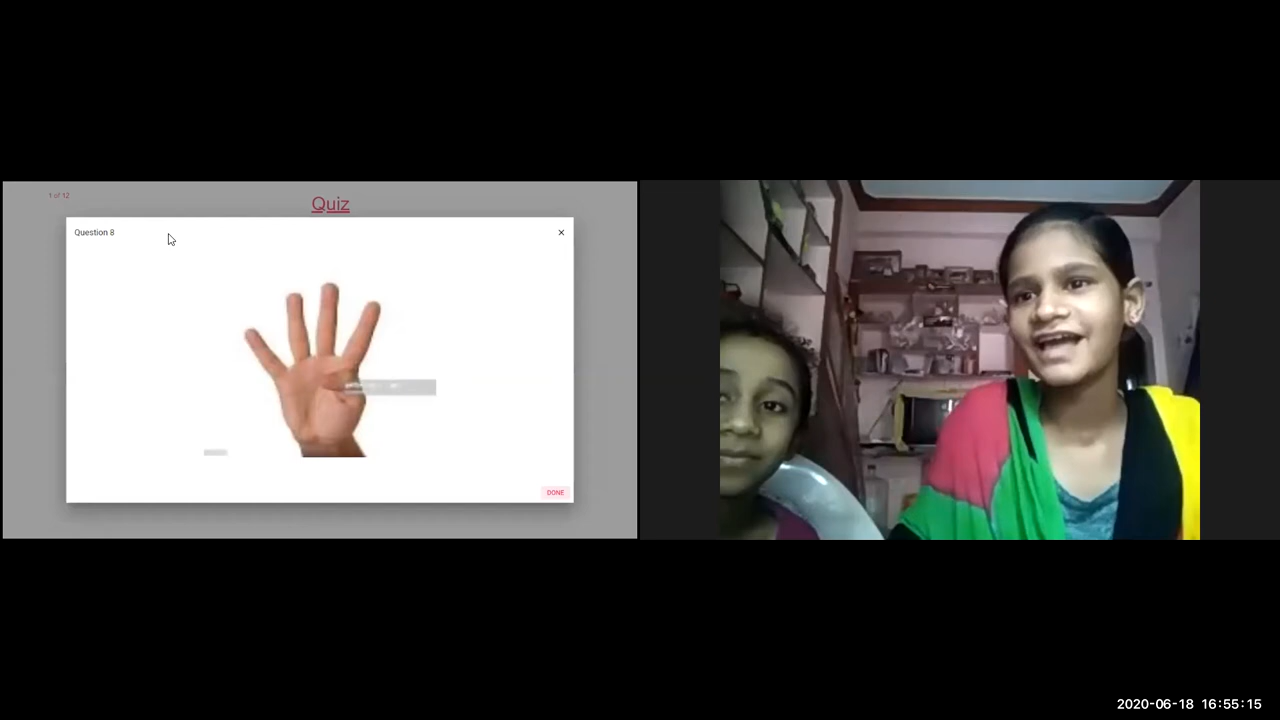 1 of 12
Quiz
Question 8
×
DONE
2020-06-18 16:55:15